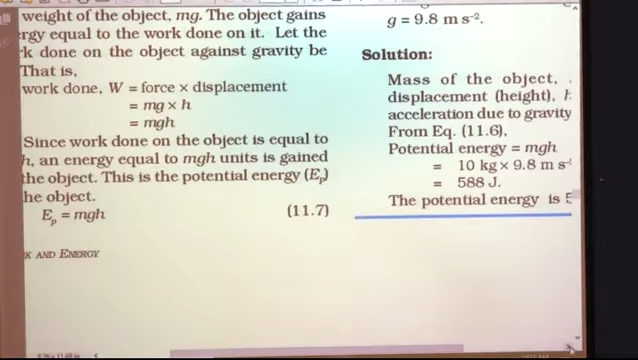 weight of the object, mg. The object gains
rgy equal to the work done on it. Let the
k done on the object against gravity be
That is,
work done, W = force × displacement
= mg × h
= mgh
Since work done on the object is equal to
h, an energy equal to mgh units is gained
the object. This is the potential energy (Eₚ)
he object.
Eₚ = mgh (11.7)
K AND ENERGY
g = 9.8 m s⁻².
Solution:
Mass of the object,
displacement (height),
acceleration due to gravity
From Eq. (11.6),
Potential energy = mgh
= 10 kg × 9.8 m s⁻
= 588 J.
The potential energy is 5